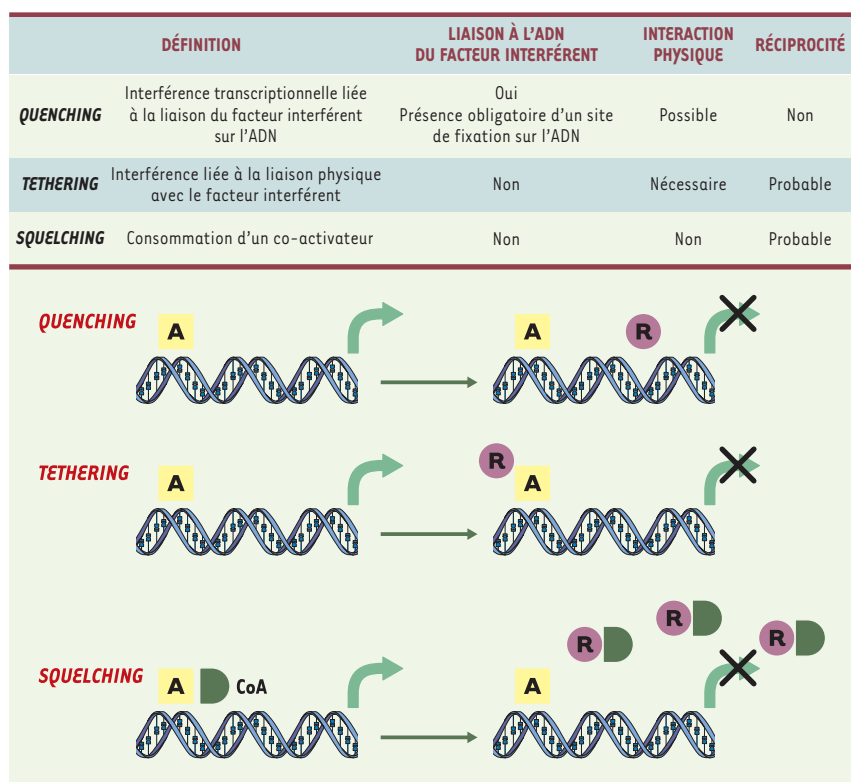 DÉFINITION
LIAISON À L'ADN
DU FACTEUR INTERFÉRENT
INTERACTION
PHYSIQUE
RÉCIPROCITÉ
QUENCHING
Interférence transcriptionnelle liée
à la liaison du facteur interférent
sur l'ADN
Oui
Présence obligatoire d'un site
de fixation sur l'ADN
Possible
Non
TETHERING
Interférence liée à la liaison physique
avec le facteur interférent
Non
Nécessaire
Probable
SQUELCHING
Consommation d'un co-activateur
Non
Non
Probable
QUENCHING
A
A
R
TETHERING
A
R
A
SQUELCHING
A
CoA
A
R
R
R